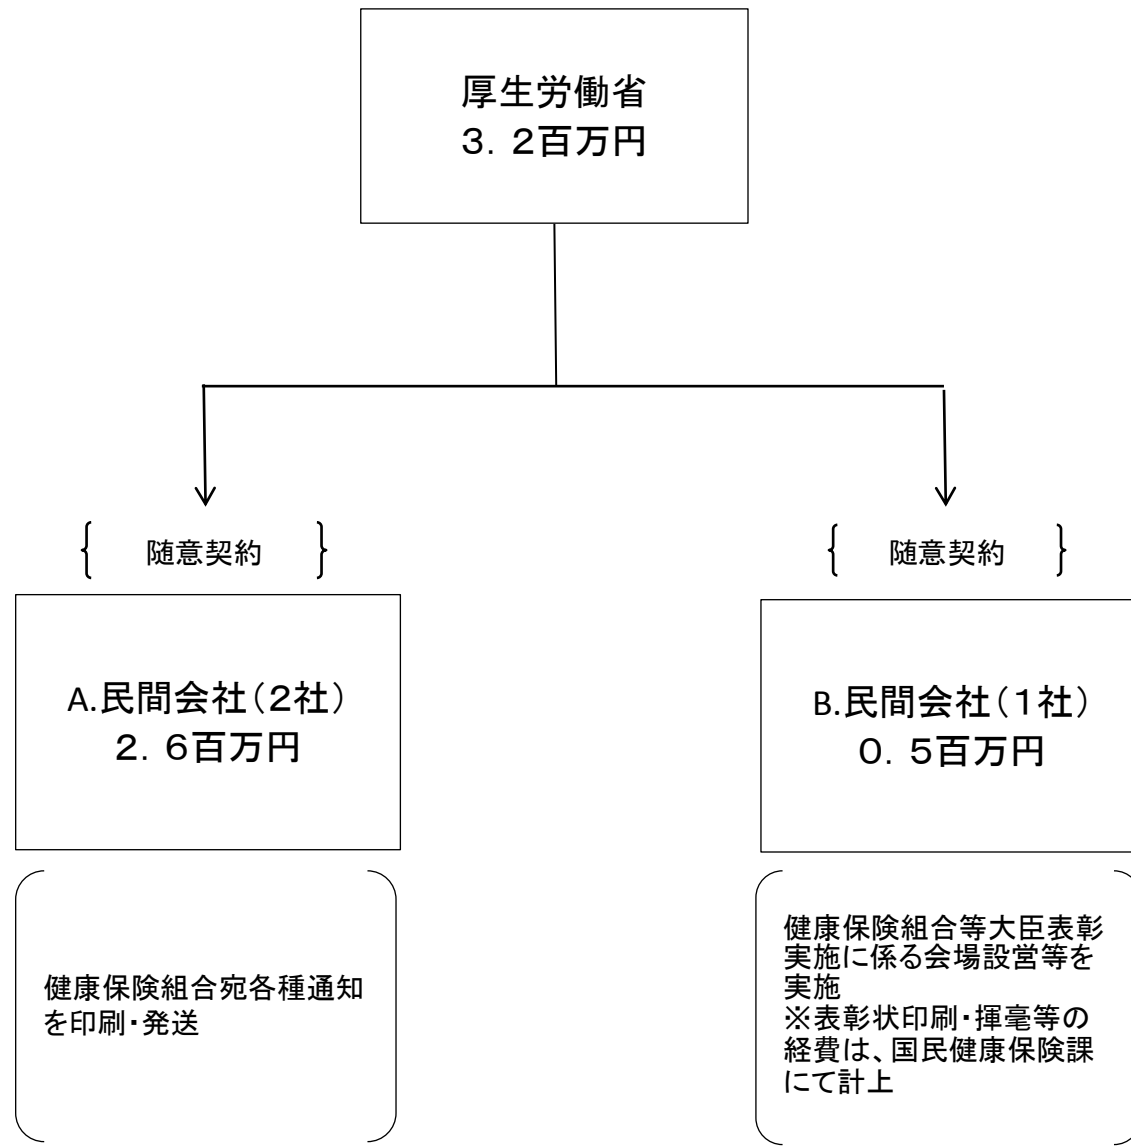 厚生労働省
３．２百万円
｛　随意契約　｝
｛　随意契約　｝
A.民間会社（２社）
２．６百万円
B.民間会社（１社）
０．５百万円
健康保険組合宛各種通知
を印刷・発送
健康保険組合等大臣表彰
実施に係る会場設営等を
実施
※表彰状印刷・揮毫等の
経費は、国民健康保険課
にて計上